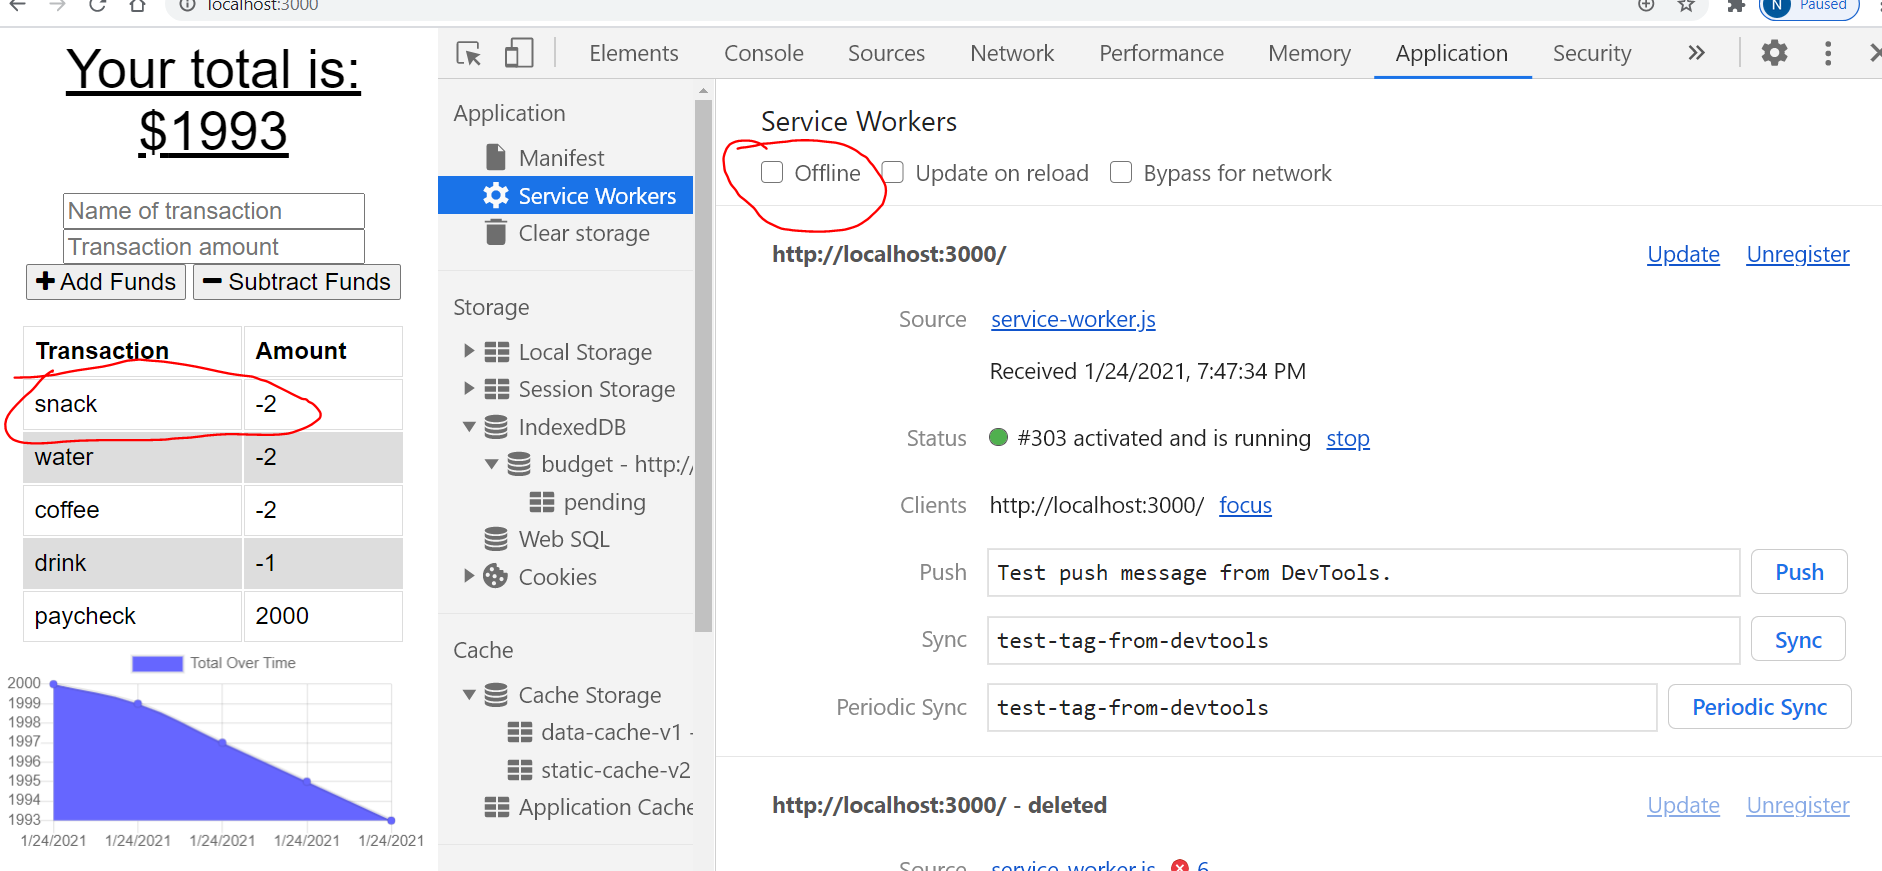 localhost:3000
N Paused
Your total is:
$1993
Name of transaction
Transaction amount
Add Funds
Subtract Funds
Transaction Amount
snack -2
water -2
coffee -2
drink -1
paycheck 2000
Total Over Time
2000
1999
1998
1997
1996
1995
1994
1993
1/24/2021 1/24/2021 1/24/2021 1/24/2021 1/24/2021
Elements Console Sources Network Performance Memory Application Security
Application
Manifest
Service Workers
Clear storage
Storage
Local Storage
Session Storage
IndexedDB
budget - http:/
pending
Web SQL
Cookies
Cache
Cache Storage
data-cache-v1 -
static-cache-v2
Application Cache
Service Workers
Offline Update on reload Bypass for network
http://localhost:3000/ Update Unregister
Source service-worker.js
Received 1/24/2021, 7:47:34 PM
Status #303 activated and is running stop
Clients http://localhost:3000/ focus
Push Test push message from DevTools. Push
Sync test-tag-from-devtools Sync
Periodic Sync test-tag-from-devtools Periodic Sync
http://localhost:3000/ - deleted Update Unregister
Source service-worker.js 6